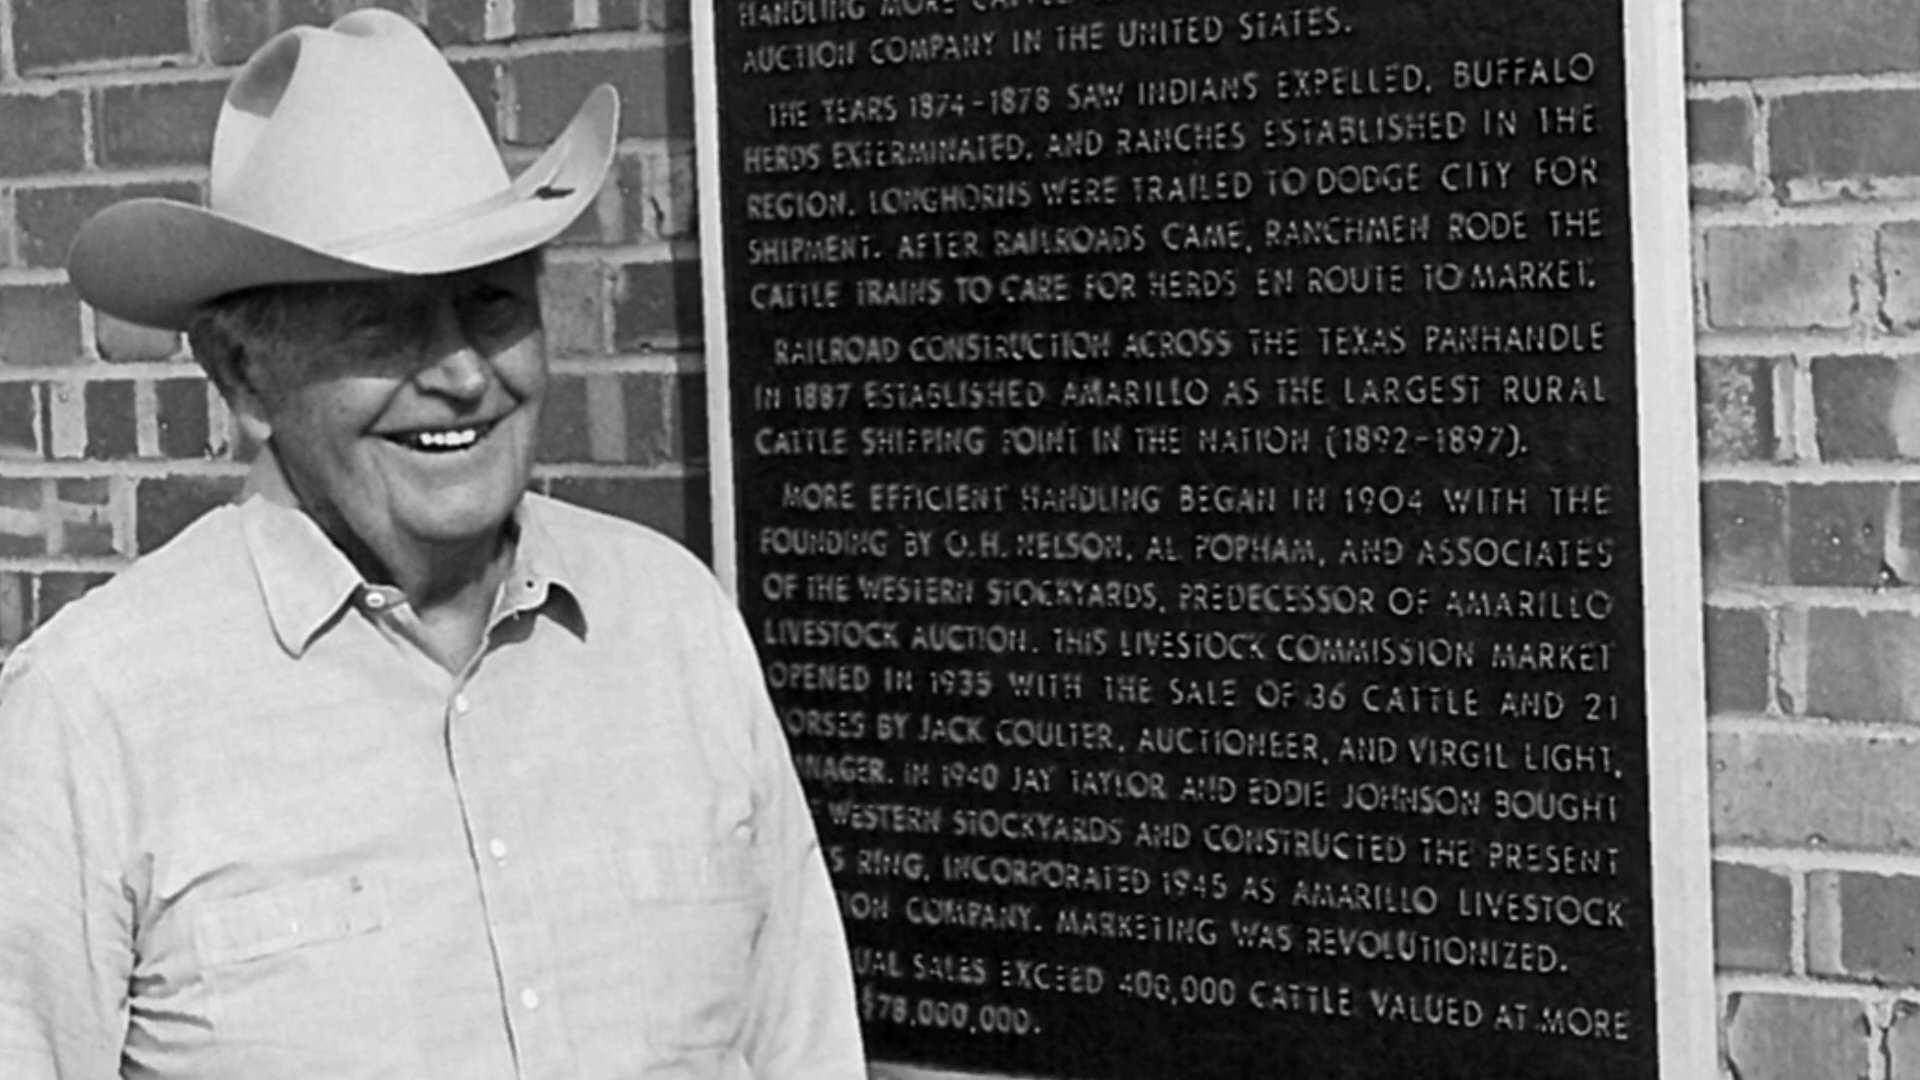 HANDLING MORE CATTLE
AUCTION COMPANY IN THE UNITED STATES.
THE YEARS 1874-1878 SAW INDIANS EXPELLED, BUFFALO
HERDS EXTERMINATED, AND RANCHES ESTABLISHED IN THE
REGION. LONGHORNS WERE TRAILED TO DODGE CITY FOR
SHIPMENT. AFTER RAILROADS CAME, RANCHMEN RODE THE
CATTLE TRAINS TO CARE FOR HERDS EN ROUTE TO MARKET.
RAILROAD CONSTRUCTION ACROSS THE TEXAS PANHANDLE
IN 1887 ESTABLISHED AMARILLO AS THE LARGEST RURAL
CATTLE SHIPPING POINT IN THE NATION (1892-1897).
MORE EFFICIENT HANDLING BEGAN IN 1904 WITH THE
FOUNDING BY O.H. NELSON, AL POPHAM, AND ASSOCIATES
OF THE WESTERN STOCKYARDS, PREDECESSOR OF AMARILLO
LIVESTOCK AUCTION. THIS LIVESTOCK COMMISSION MARKET
OPENED IN 1935 WITH THE SALE OF 36 CATTLE AND 21
ORSES BY JACK COULTER, AUCTIONEER, AND VIRGIL LIGHT,
NAGER. IN 1940 JAY TAYLOR AND EDDIE JOHNSON BOUGHT
WESTERN STOCKYARDS AND CONSTRUCTED THE PRESENT
S RING, INCORPORATED 1945 AS AMARILLO LIVESTOCK
ION COMPANY. MARKETING WAS REVOLUTIONIZED.
UAL SALES EXCEED 400,000 CATTLE VALUED AT MORE
$78,000,000.